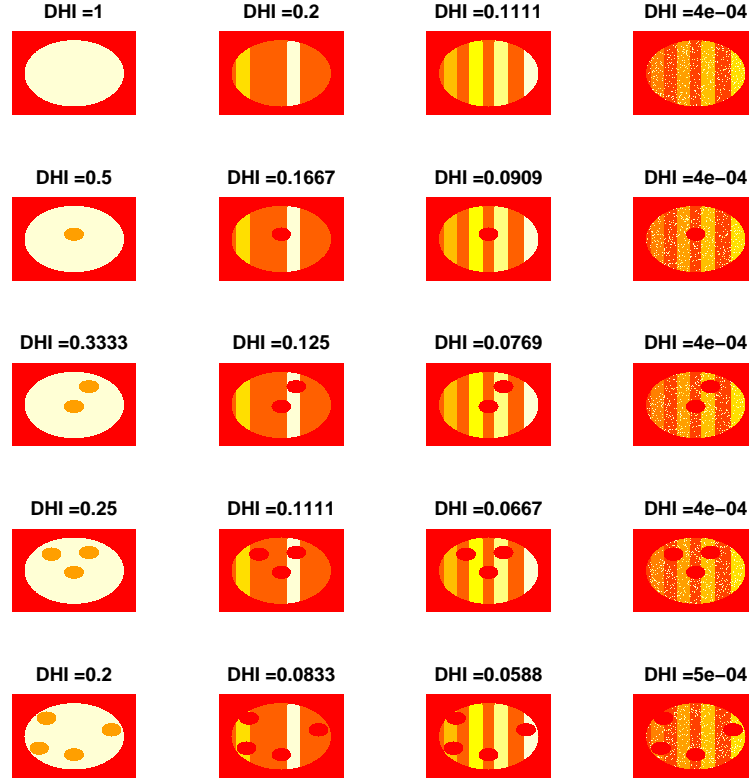 DHI =1 DHI =0.2 DHI =0.1111 DHI =4e−04
DHI =0.5 DHI =0.1667 DHI =0.0909 DHI =4e−04
DHI =0.3333 DHI =0.125 DHI =0.0769 DHI =4e−04
DHI =0.25 DHI =0.1111 DHI =0.0667 DHI =4e−04
DHI =0.2 DHI =0.0833 DHI =0.0588 DHI =5e−04